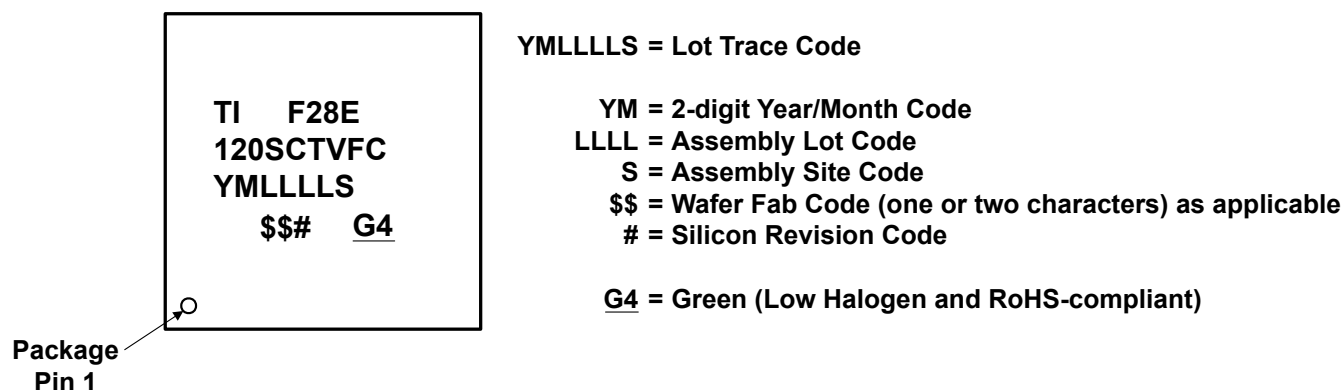 TI F28E
120SCTVFC
YMLLLLS
$$# G4
Package
Pin 1
YMLLLLS = Lot Trace Code
YM = 2-digit Year/Month Code
LLLL = Assembly Lot Code
S = Assembly Site Code
$$ = Wafer Fab Code (one or two characters) as applicable
# = Silicon Revision Code
G4 = Green (Low Halogen and RoHS-compliant)